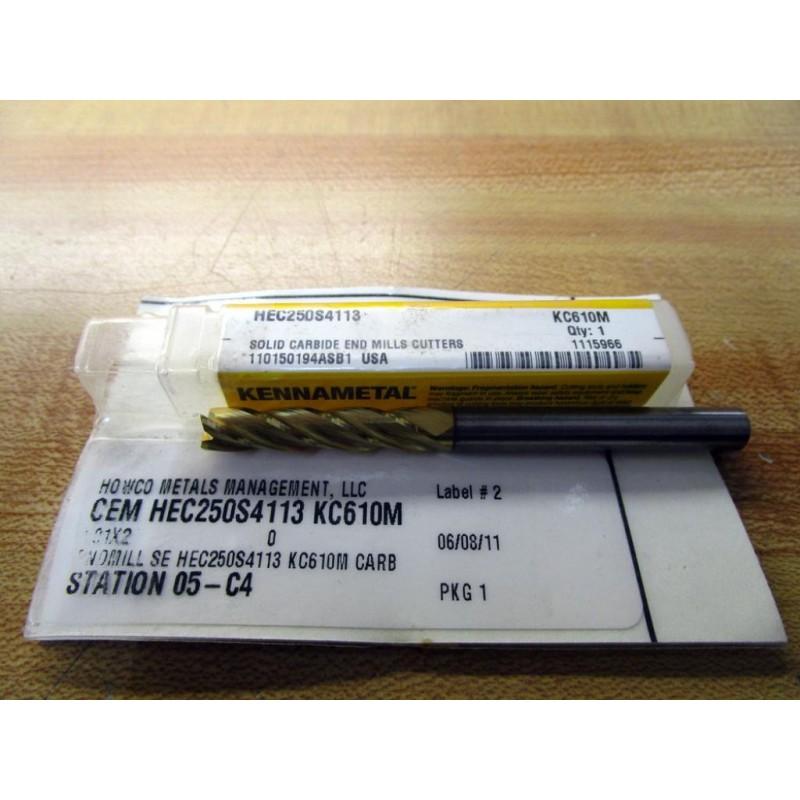 HEC250S4113 KC610M
Qty: 1
SOLID CARBIDE END MILLS CUTTERS 1115966
110150194ASB1 USA
KENNAMETAL
HOWCO METALS MANAGEMENT, LLC Label # 2
CEM HEC250S4113 KC610M
0 06/08/11
SE HEC250S4113 KC610M CARB
STATION 05-C4 PKG 1